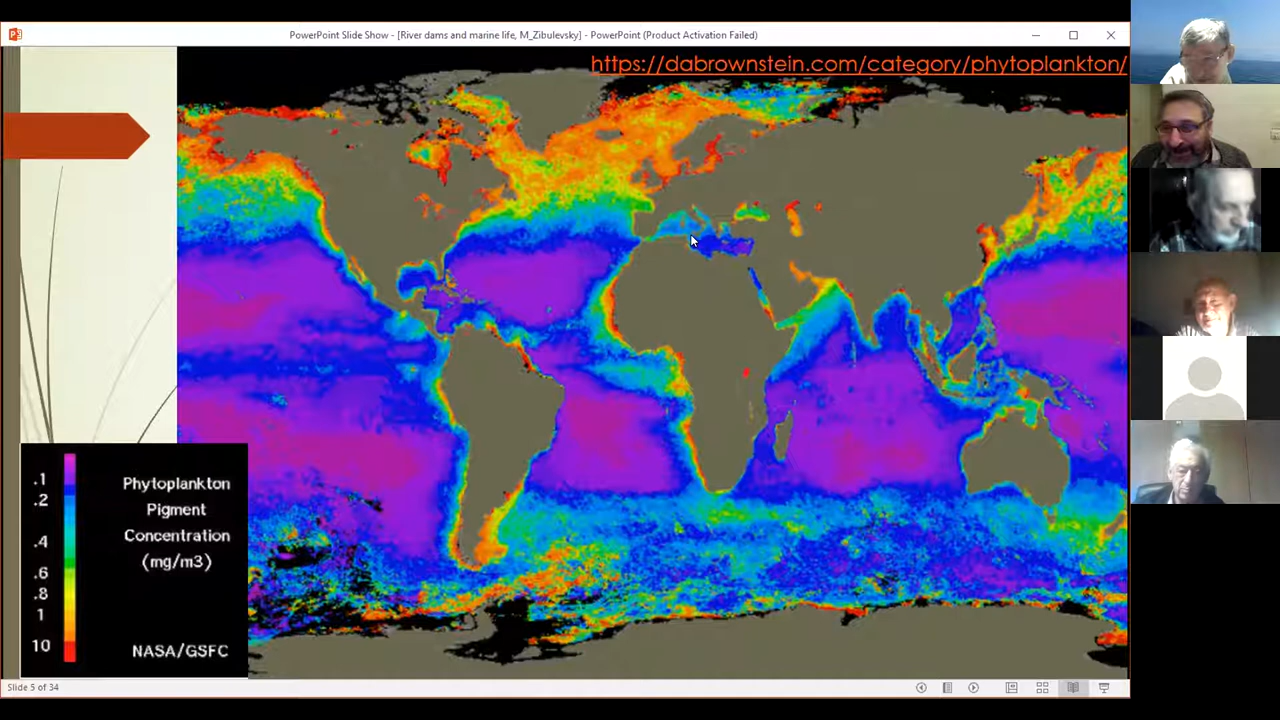 PowerPoint Slide Show - [River dams and marine life, M_Zibulevsky] - PowerPoint (Product Activation Failed)
https://dabrownstein.com/category/phytoplankton/
.1
.2
.4
.6
.8
1
10
Phytoplankton
Pigment
Concentration
(mg/m3)
NASA/GSFC
Slide 5 of 34